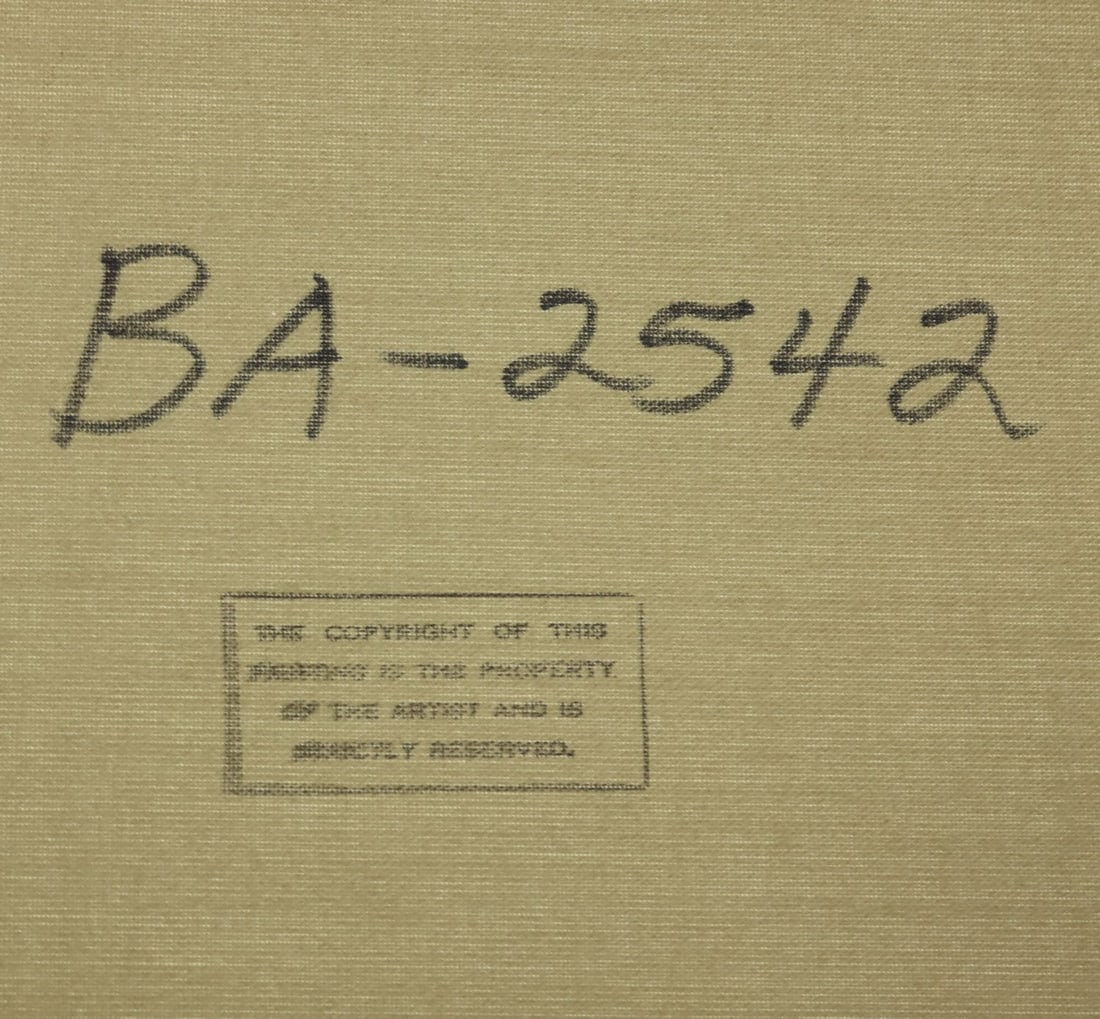 BA-2542
THE COPYRIGHT OF THIS
PAINTING IS THE PROPERTY
OF THE ARTIST AND IS
STRICTLY RESERVED.